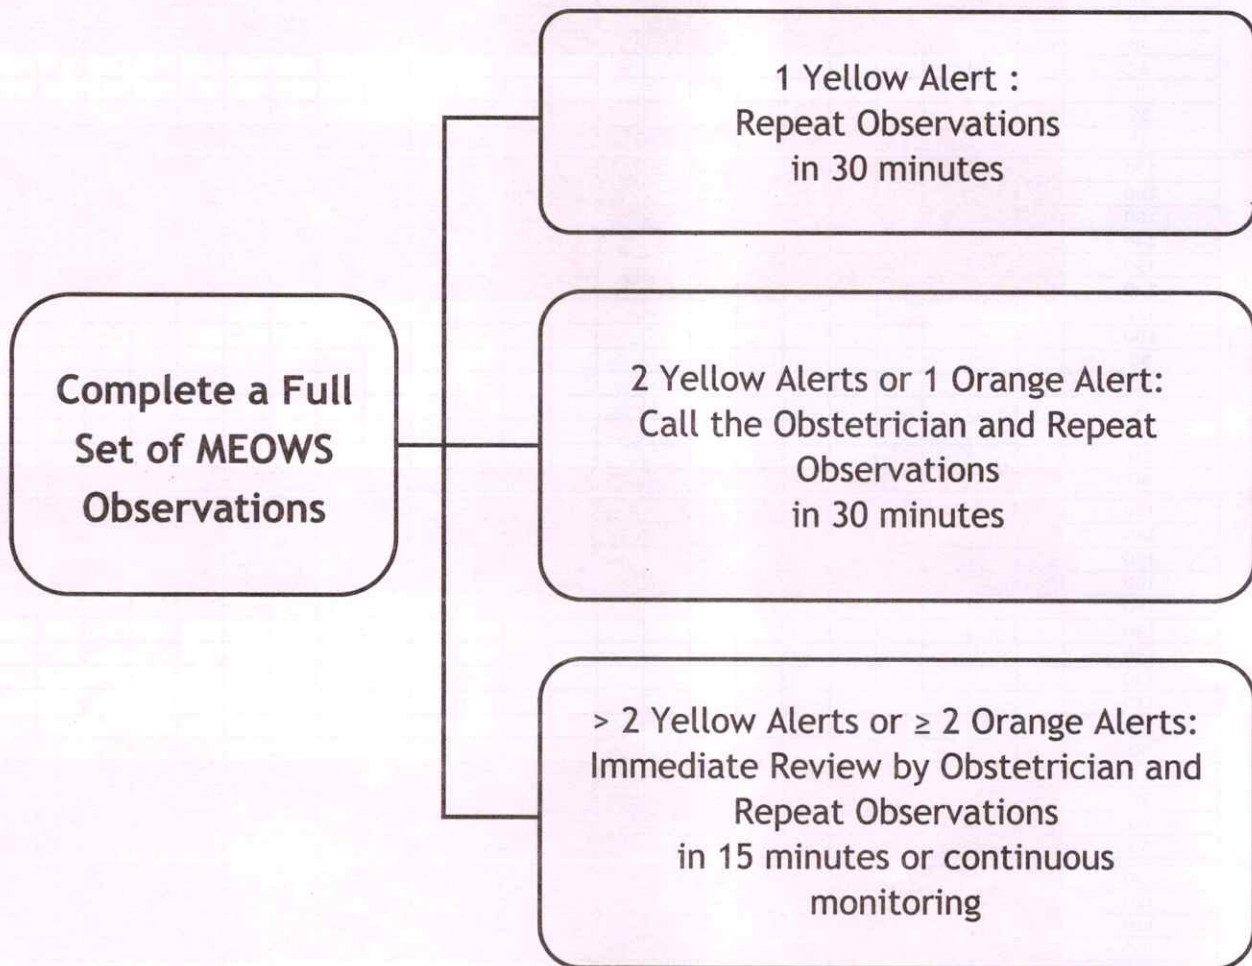 1 Yellow Alert :
Repeat Observations
in 30 minutes
Complete a Full
Set of MEOWS
Observations
2 Yellow Alerts or 1 Orange Alert:
Call the Obstetrician and Repeat
Observations
in 30 minutes
> 2 Yellow Alerts or ≥ 2 Orange Alerts:
Immediate Review by Obstetrician and
Repeat Observations
in 15 minutes or continuous
monitoring